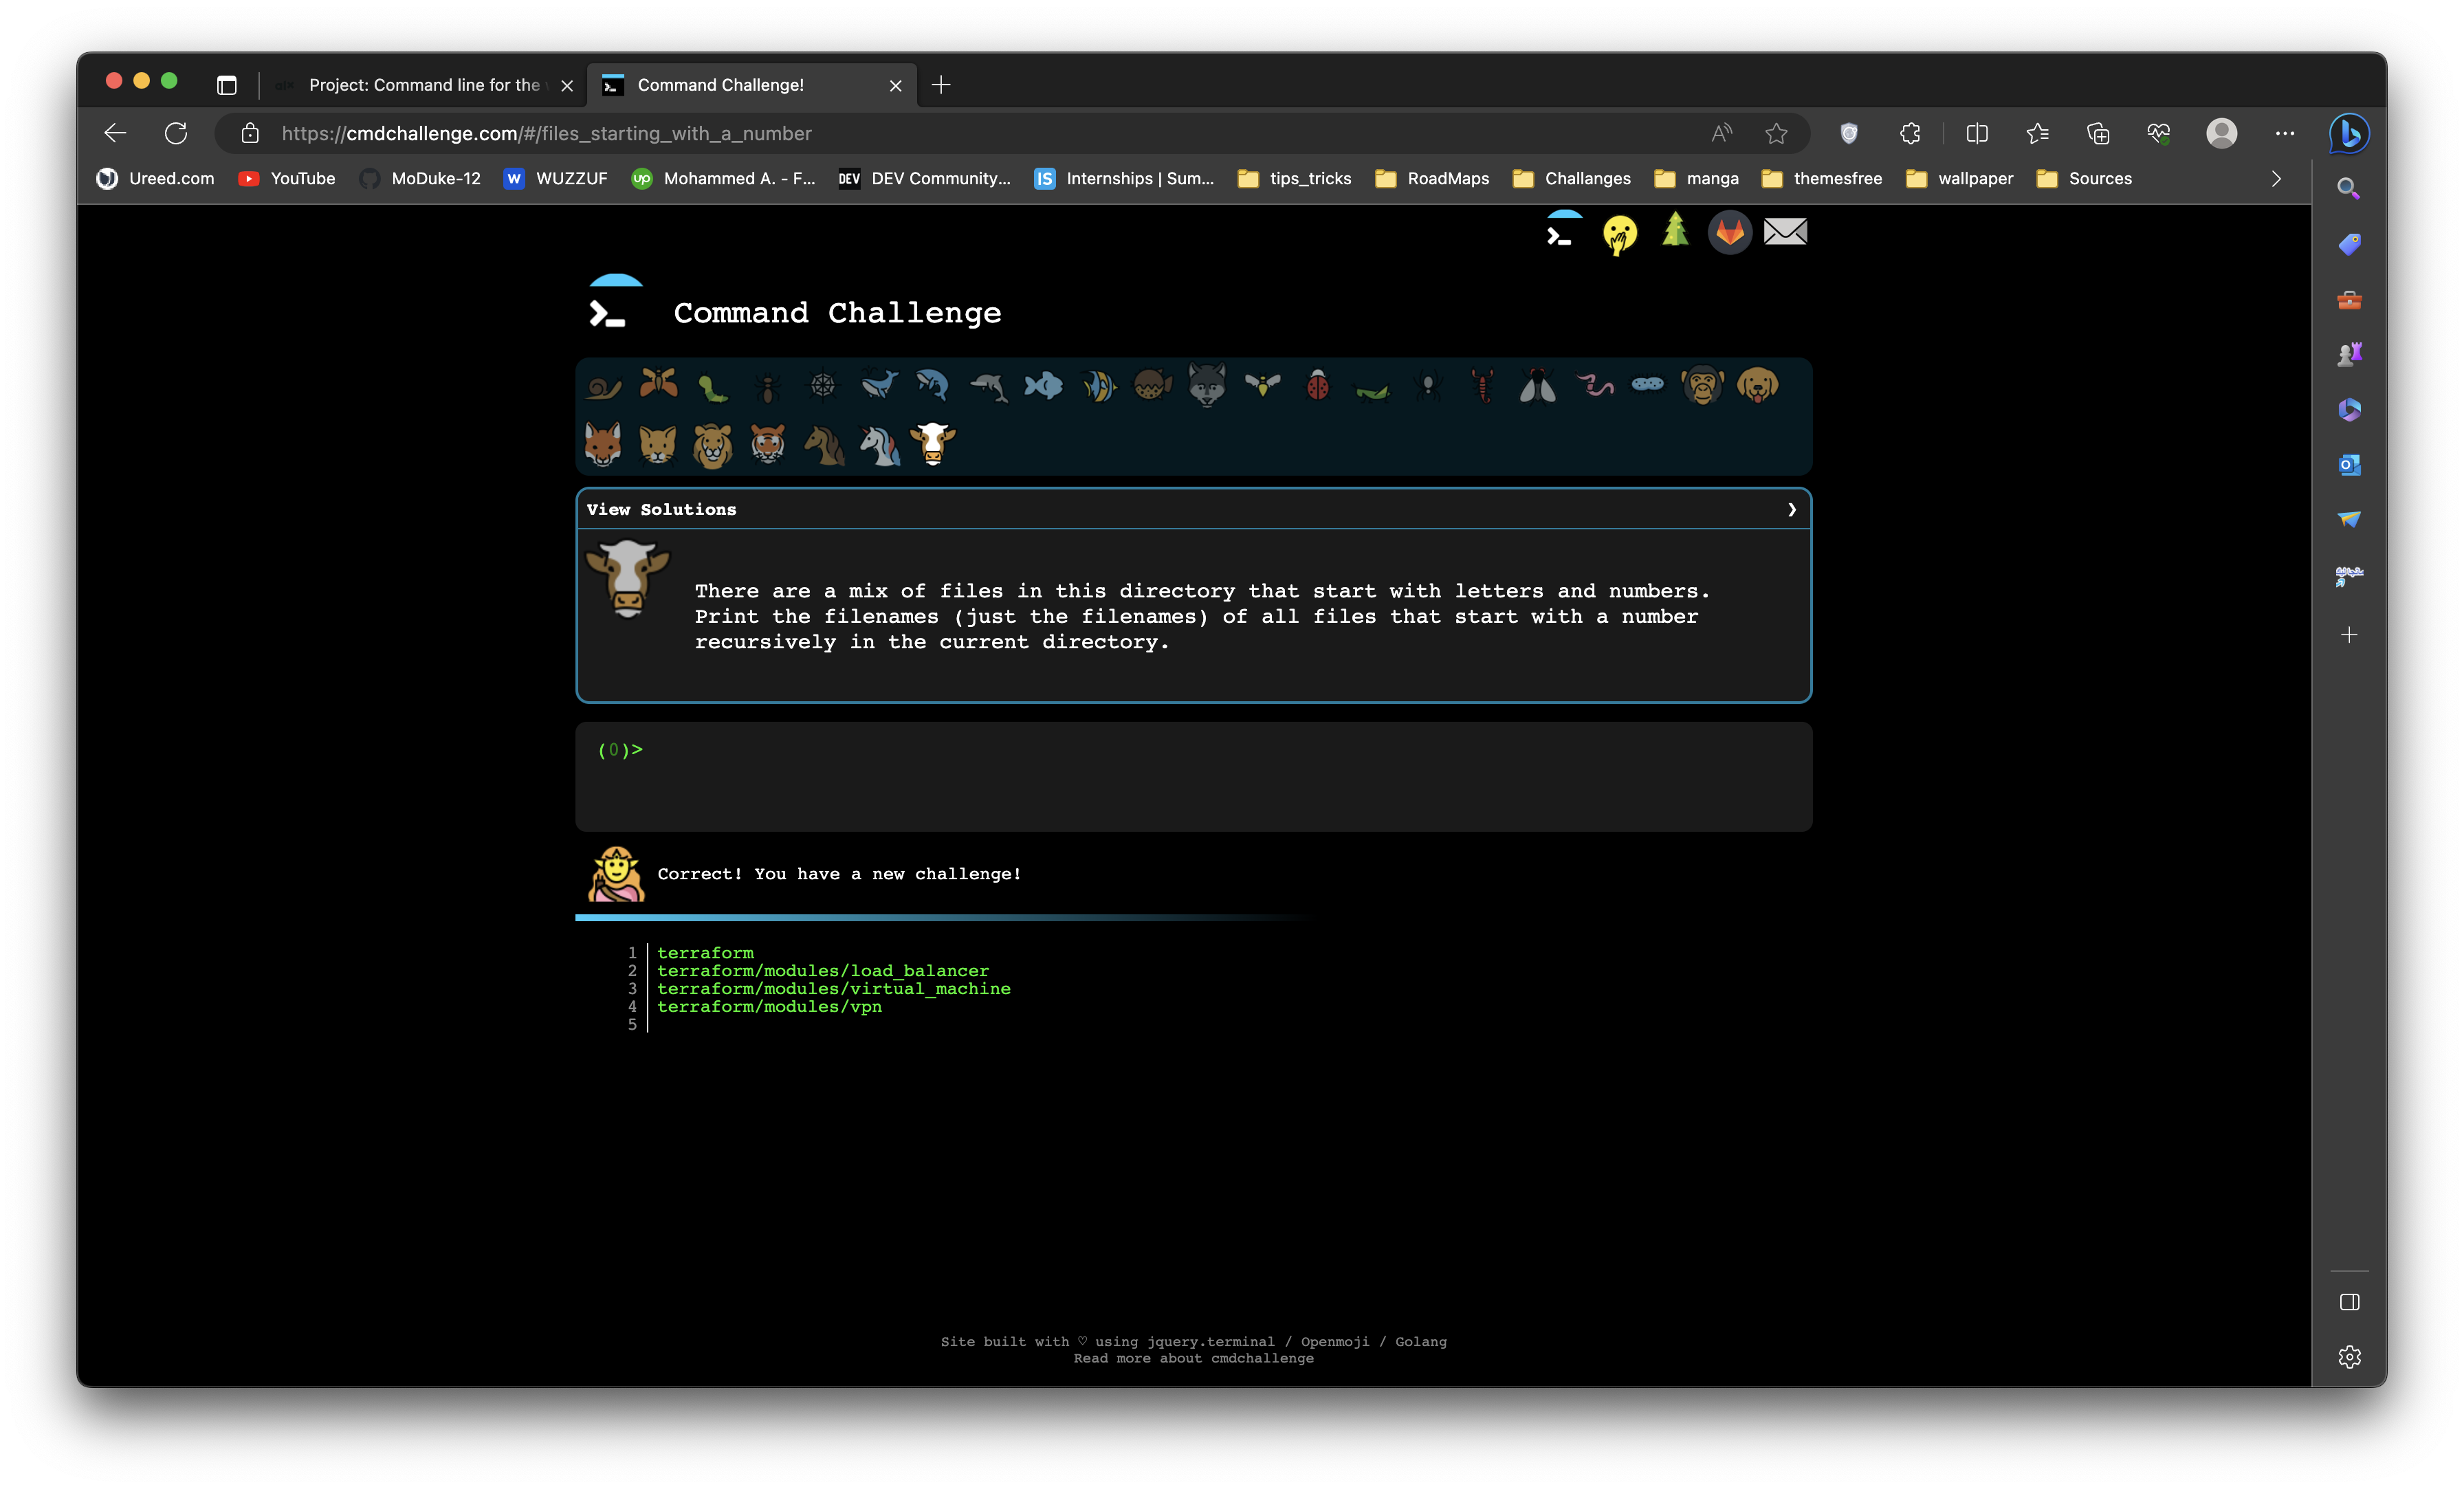 Project: Command line for the
Command Challenge!
https://cmdchallenge.com/#/files_starting_with_a_number
Ureed.com
YouTube
MoDuke-12
W WUZZUF
up Mohammed A. - F...
DEV DEV Community...
IS Internships | Sum...
tips_tricks
RoadMaps
Challanges
manga
themesfree
wallpaper
Sources
Command Challenge
View Solutions
There are a mix of files in this directory that start with letters and numbers.
Print the filenames (just the filenames) of all files that start with a number
recursively in the current directory.
(0)>
Correct! You have a new challenge!
1 terraform
2 terraform/modules/load_balancer
3 terraform/modules/virtual_machine
4 terraform/modules/vpn
5
Site built with ♡ using jquery.terminal / Openmoji / Golang
Read more about cmdchallenge